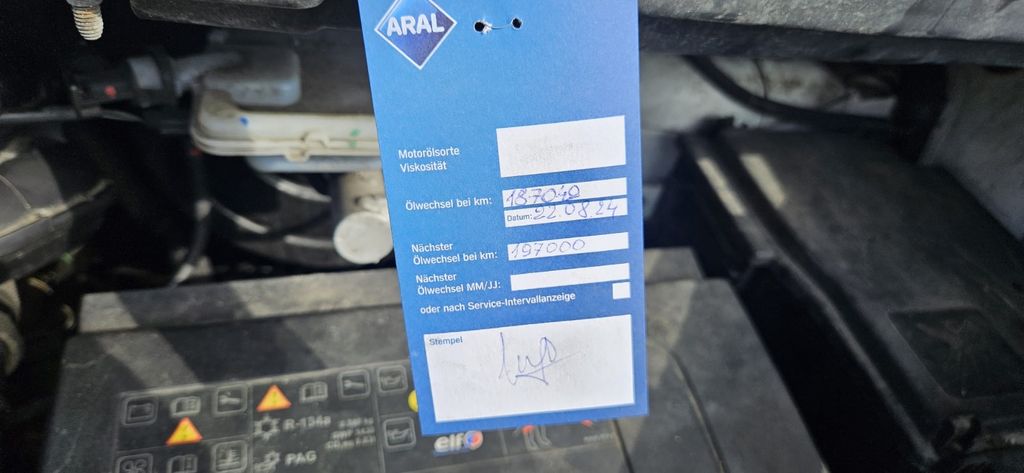 ARAL
Motorölsorte
Viskosität
Ölwechsel bei km: 187040
Datum: 22.08.24
Nächster
Ölwechsel bei km: 197000
Nächster
Ölwechsel MM/JJ:
oder nach Service-Intervallanzeige
Stempel
R-134a
PAG
elf